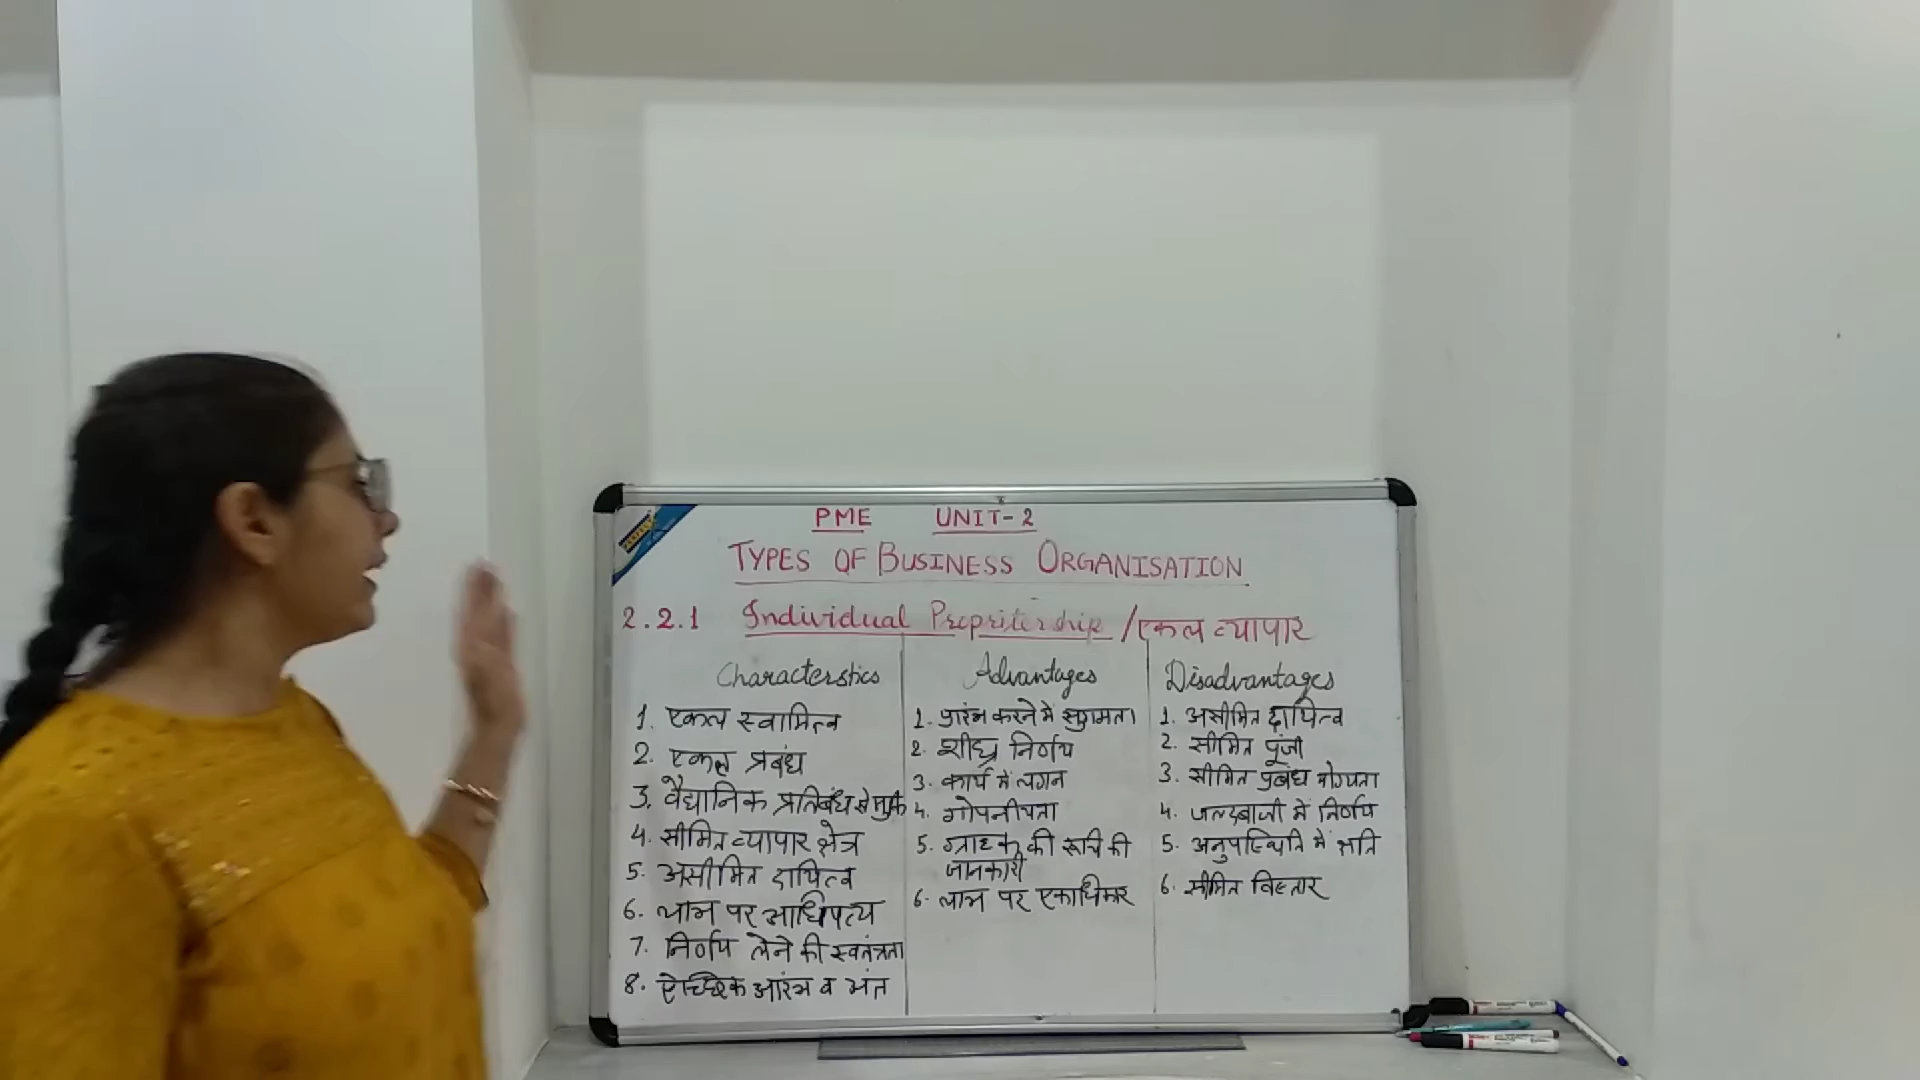 PME UNIT-2
TYPES OF BUSINESS ORGANISATION
2.2.1 Individual Propritership / एकल व्यापार
Characterstics
1. एकल स्वामित्व
2. एकल प्रबंध
3. वैधानिक प्रतिबंध से मुक्ति
4. सीमित व्यापार क्षेत्र
5. असीमित दायित्व
6. लाभ पर आधिपत्य
7. निर्णय लेने की स्वतंत्रता
8. ऐच्छिक आरंभ व अंत
Advantages
1. प्रारंभ करने में सुगमता
2. शीघ्र निर्णय
3. कार्य में लगन
4. गोपनीयता
5. ग्राहक की रूचि की
जानकारी
6. लाभ पर एकाधिकार
Disadvantages
1. असीमित दायित्व
2. सीमित पूंजी
3. सीमित प्रबंध योग्यता
4. जल्दबाजी में निर्णय
5. अनुपस्थिति में क्षति
6. सीमित विस्तार